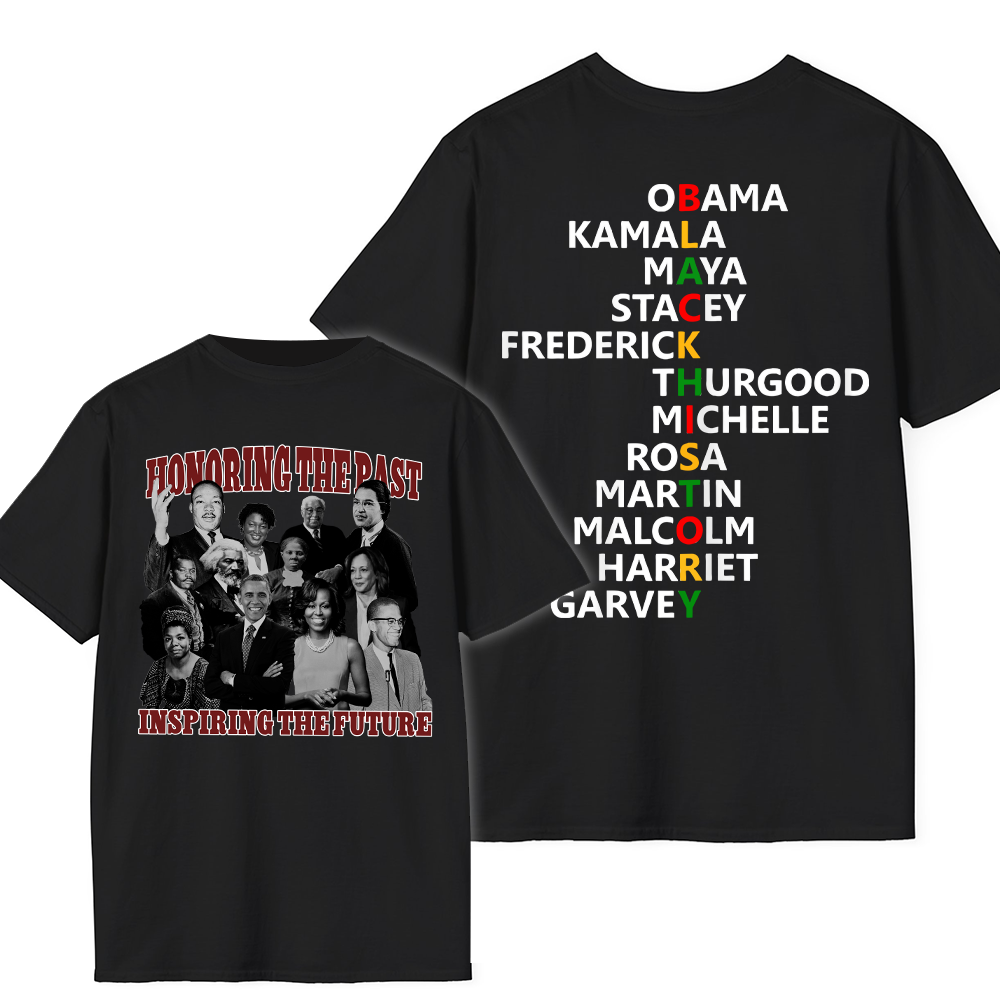 HONORING THE PAST
INSPIRING THE FUTURE
OBAMA
KAMALA
MAYA
STACEY
FREDERICK
THURGOOD
MICHELLE
ROSA
MARTIN
MALCOLM
HARRIET
GARVEY